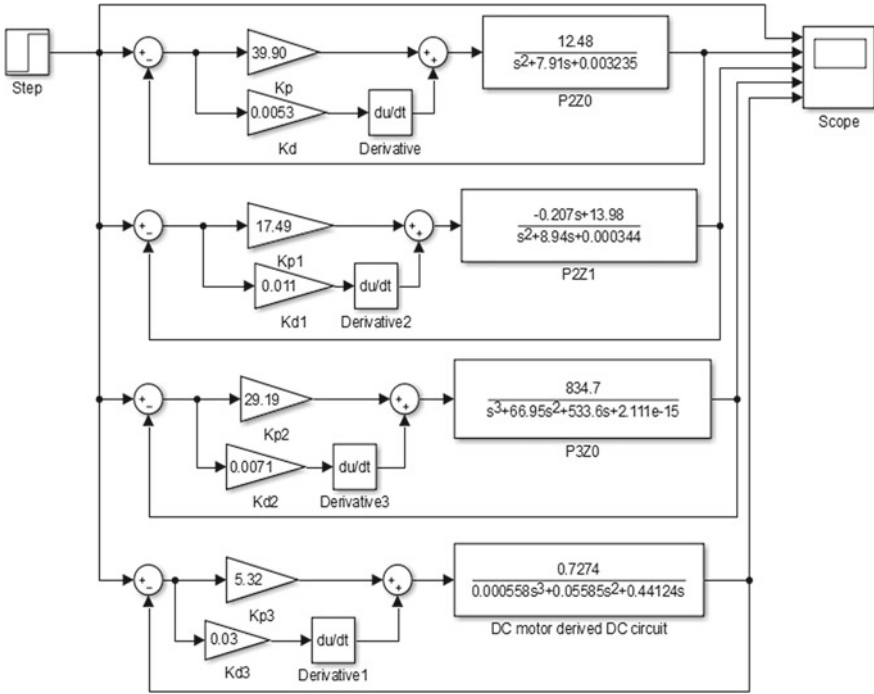 Step
+
-
39.90
Kp
0.0053
Kd
du/dt
Derivative
+
+
12.48
s2+7.91s+0.003235
P2Z0
Scope
+
-
17.49
Kp1
0.011
Kd1
du/dt
Derivative2
+
+
-0.207s+13.98
s2+8.94s+0.000344
P2Z1
+
-
29.19
Kp2
0.0071
Kd2
du/dt
Derivative3
+
+
834.7
s3+66.95s2+533.6s+2.111e-15
P3Z0
+
-
5.32
Kp3
0.03
Kd3
du/dt
Derivative1
+
+
0.7274
0.000558s3+0.05585s2+0.44124s
DC motor derived DC circuit